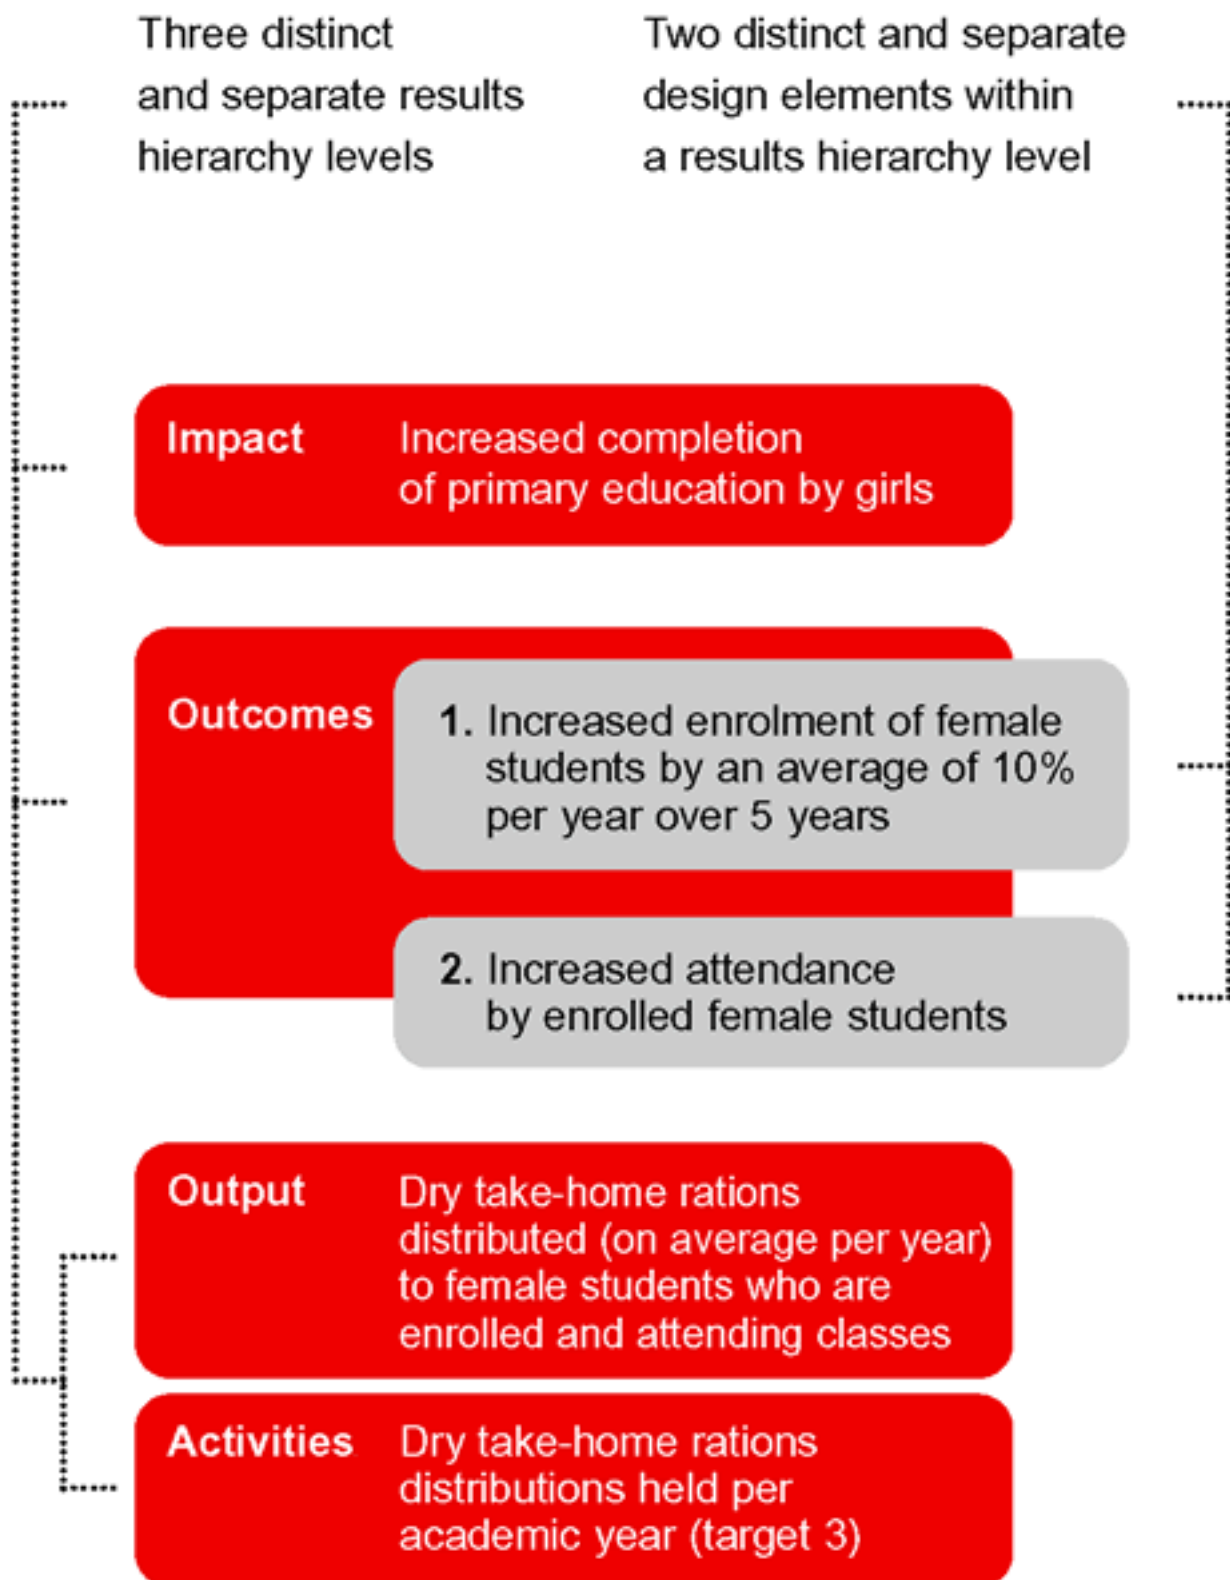 Three distinct
and separate results
hierarchy levels
Two distinct and separate
design elements within
a results hierarchy level
Impact
Increased completion
of primary education by girls
Outcomes
1. Increased enrolment of female
students by an average of 10%
per year over 5 years
2. Increased attendance
by enrolled female students
Output
Dry take-home rations
distributed (on average per year)
to female students who are
enrolled and attending classes
Activities
Dry take-home rations
distributions held per
academic year (target 3)